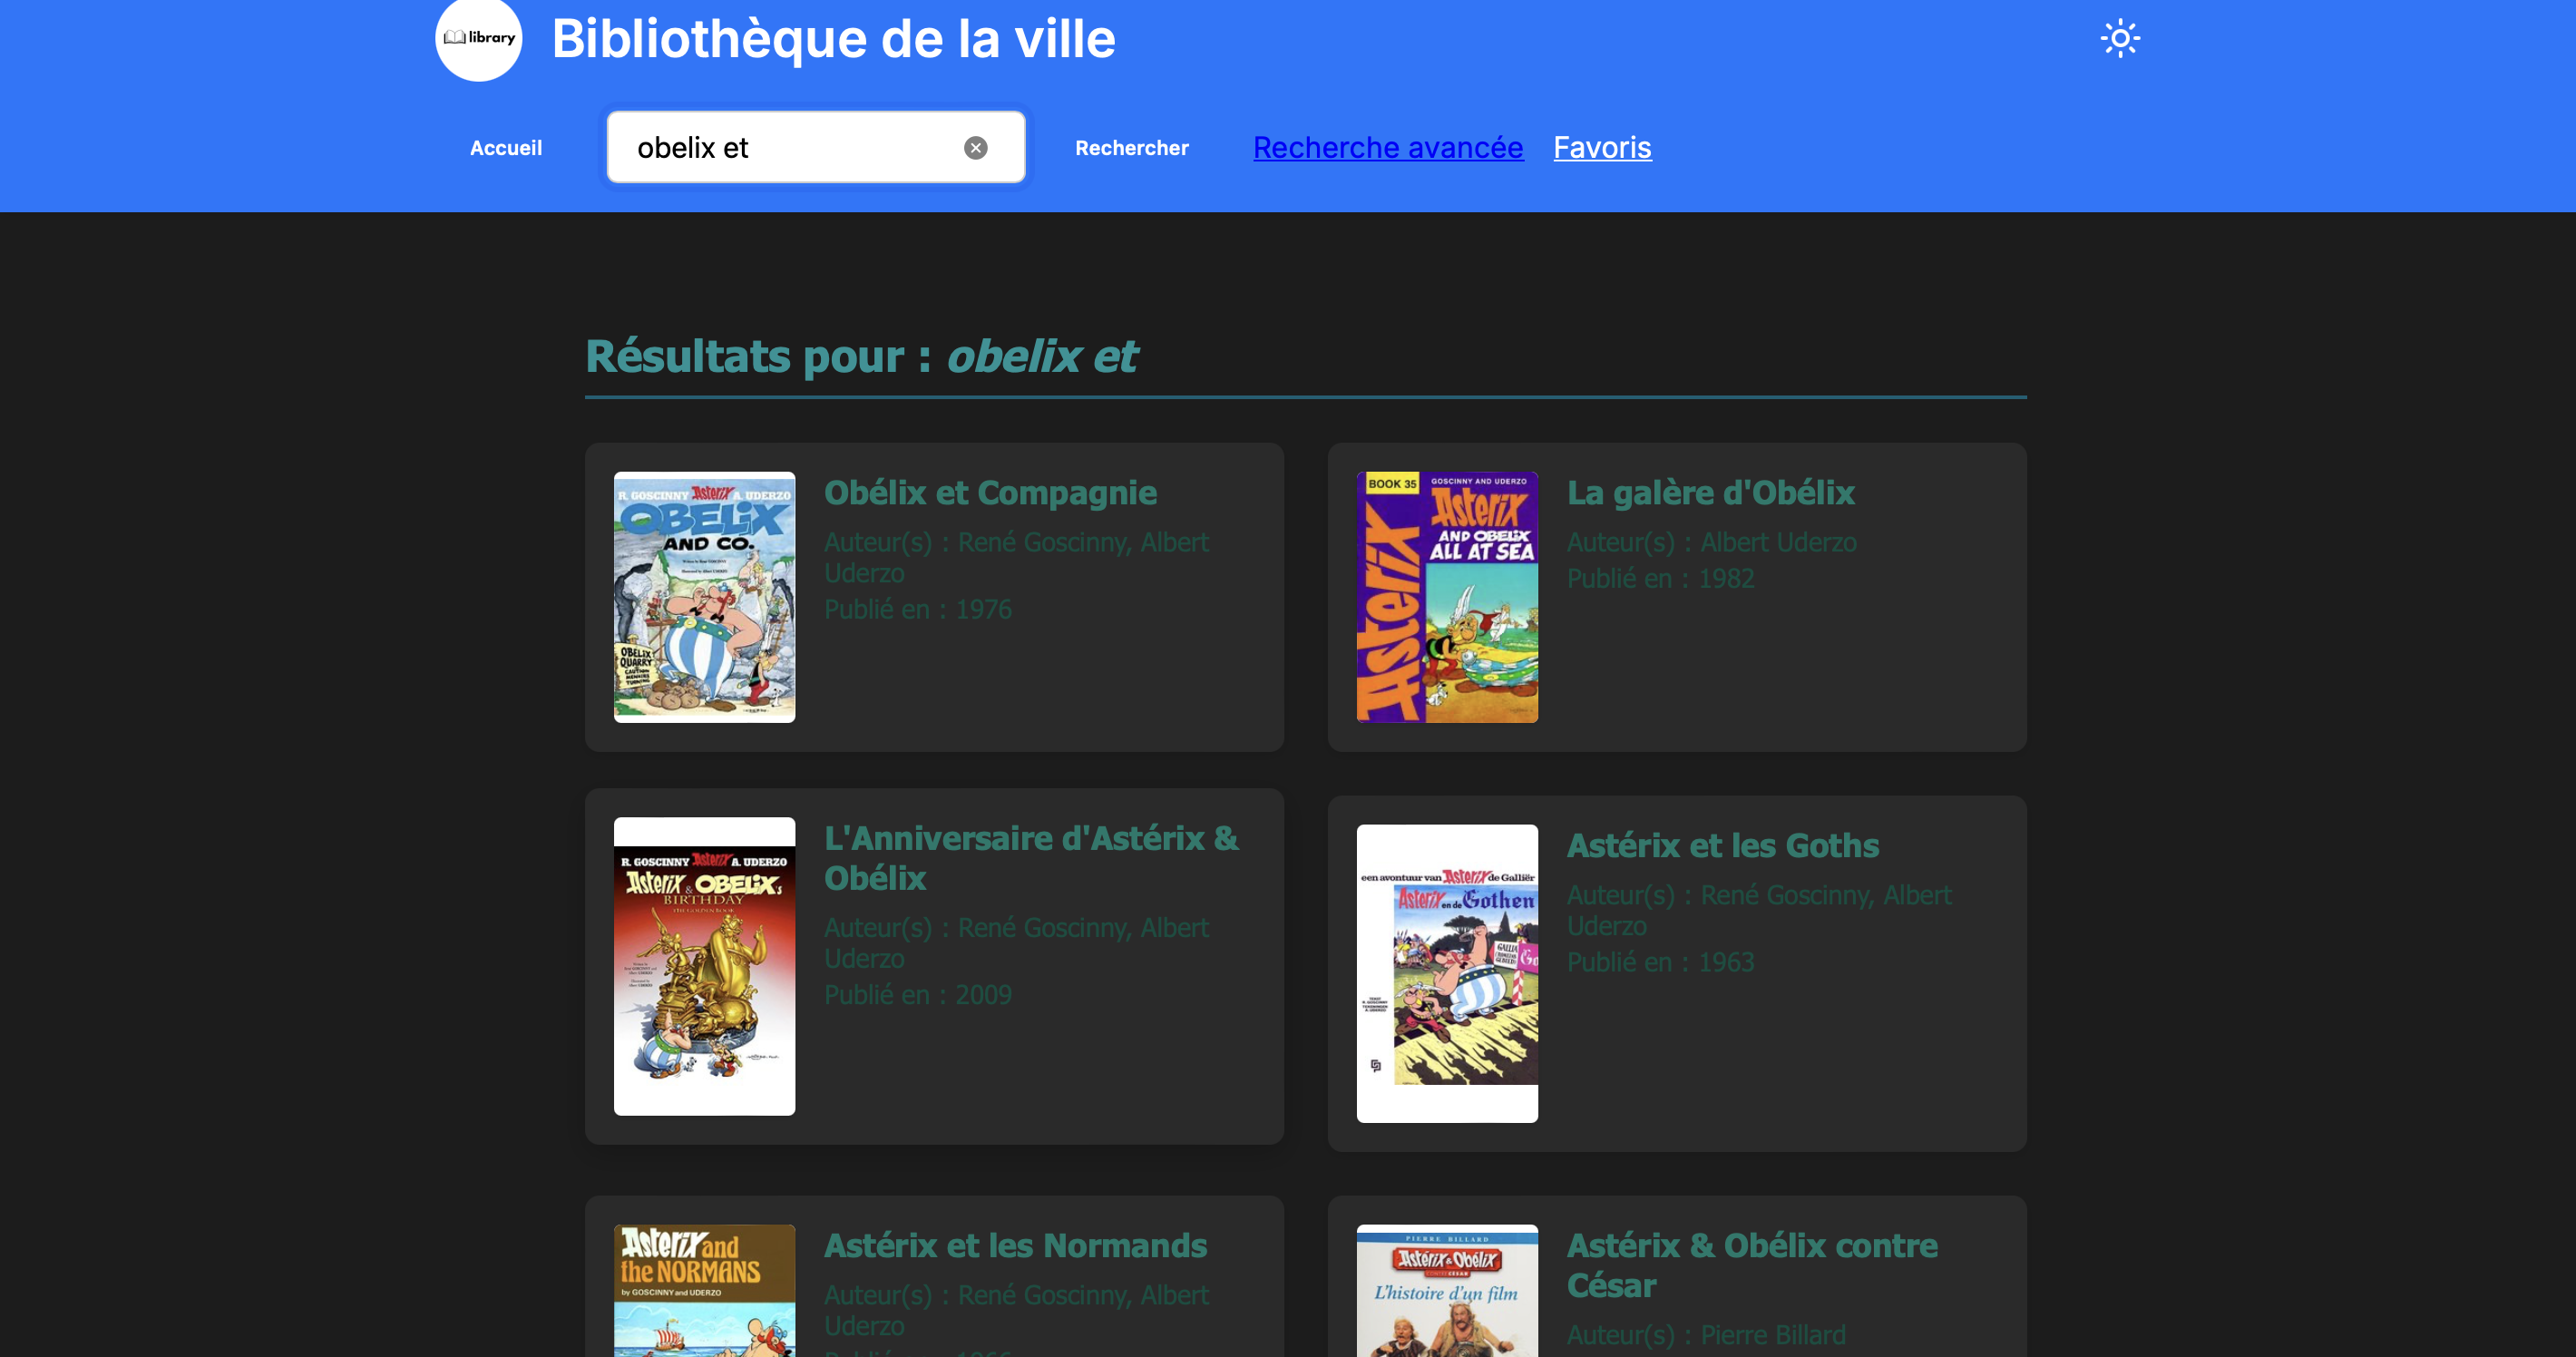 library
Bibliothèque de la ville
Accueil
obelix et
Rechercher
Recherche avancée
Favoris
Résultats pour : obelix et
R. GOSCINNY Asterix A. UDERZO
OBELIX
AND CO.
OBELIX
QUARRY
Obélix et Compagnie
Auteur(s) : René Goscinny, Albert
Uderzo
Publié en : 1976
BOOK 35
GOSCINNY AND UDERZO
Asterix
Asterix
AND OBELIX
ALL AT SEA
La galère d'Obélix
Auteur(s) : Albert Uderzo
Publié en : 1982
R. GOSCINNY Asterix A. UDERZO
Asterix & OBELIX's
BIRTHDAY
THE GOLDEN BOOK
L'Anniversaire d'Astérix &
Obélix
Auteur(s) : René Goscinny, Albert
Uderzo
Publié en : 2009
een avontuur van Asterix de Galliër
Asterix en de Gothen
GALLIA
Astérix et les Goths
Auteur(s) : René Goscinny, Albert
Uderzo
Publié en : 1963
Asterix and
the NORMANS
by GOSCINNY and UDERZO
Astérix et les Normands
Auteur(s) : René Goscinny, Albert
Uderzo
PIERRE BILLARD
Astérix & Obélix
L'histoire d'un film
Astérix & Obélix contre
César
Auteur(s) : Pierre Billard